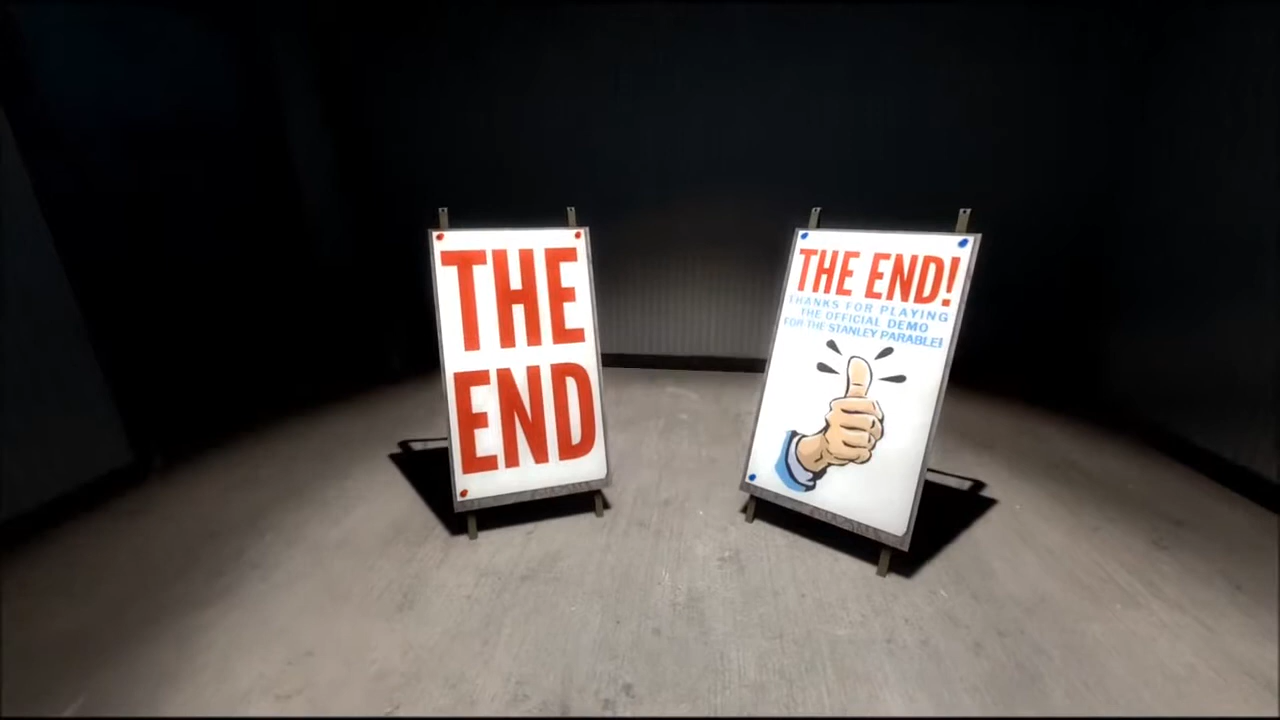 THE
END
THE END!
THANKS FOR PLAYING
THE OFFICIAL DEMO
FOR THE STANLEY PARABLE!